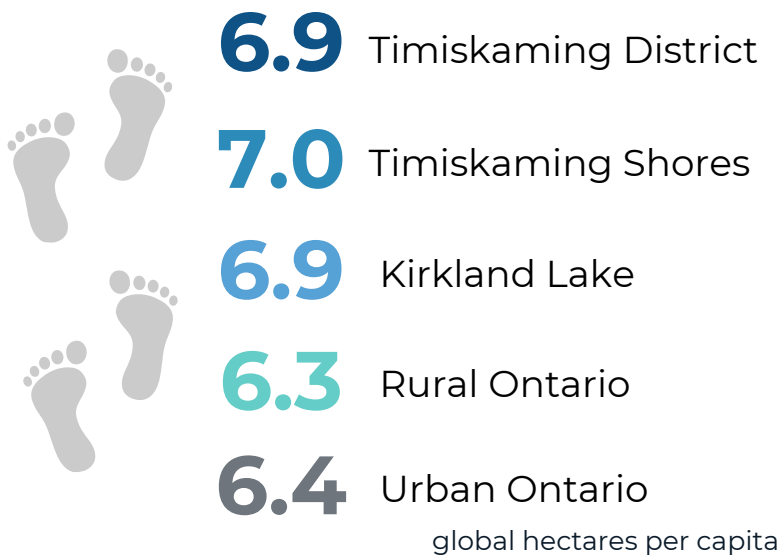 6.9 Timiskaming District
7.0 Timiskaming Shores
6.9 Kirkland Lake
6.3 Rural Ontario
6.4 Urban Ontario
global hectares per capita